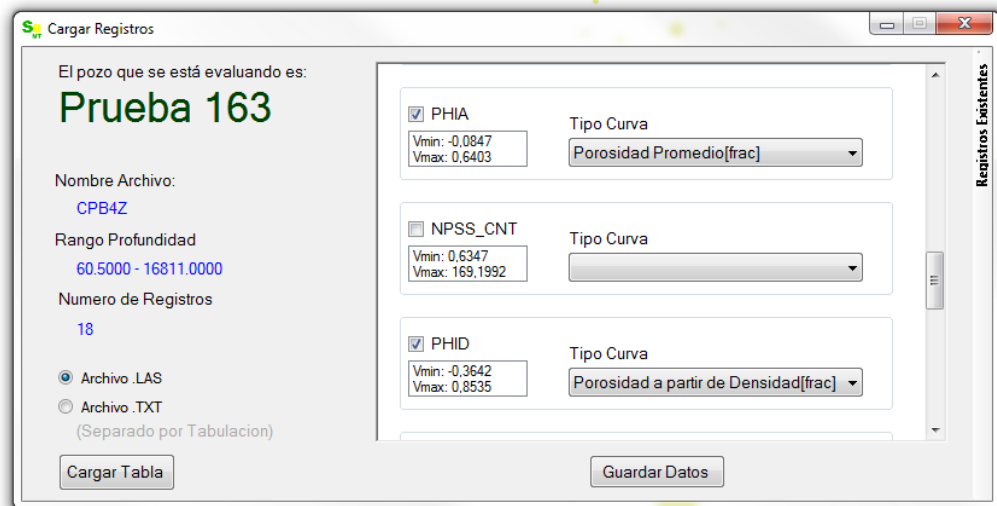 Cargar Registros
El pozo que se está evaluando es:
Prueba 163
Nombre Archivo:
CPB4Z
Rango Profundidad
60.5000 - 16811.0000
Numero de Registros
18
Archivo .LAS
Archivo .TXT
(Separado por Tabulacion)
Cargar Tabla
PHIA
Vmin: -0,0847
Vmax: 0,6403
Tipo Curva
Porosidad Promedio[frac]
NPSS_CNT
Vmin: 0,6347
Vmax: 169,1992
Tipo Curva
PHID
Vmin: -0,3642
Vmax: 0,8535
Tipo Curva
Porosidad a partir de Densidad[frac]
Guardar Datos
Registros Existentes